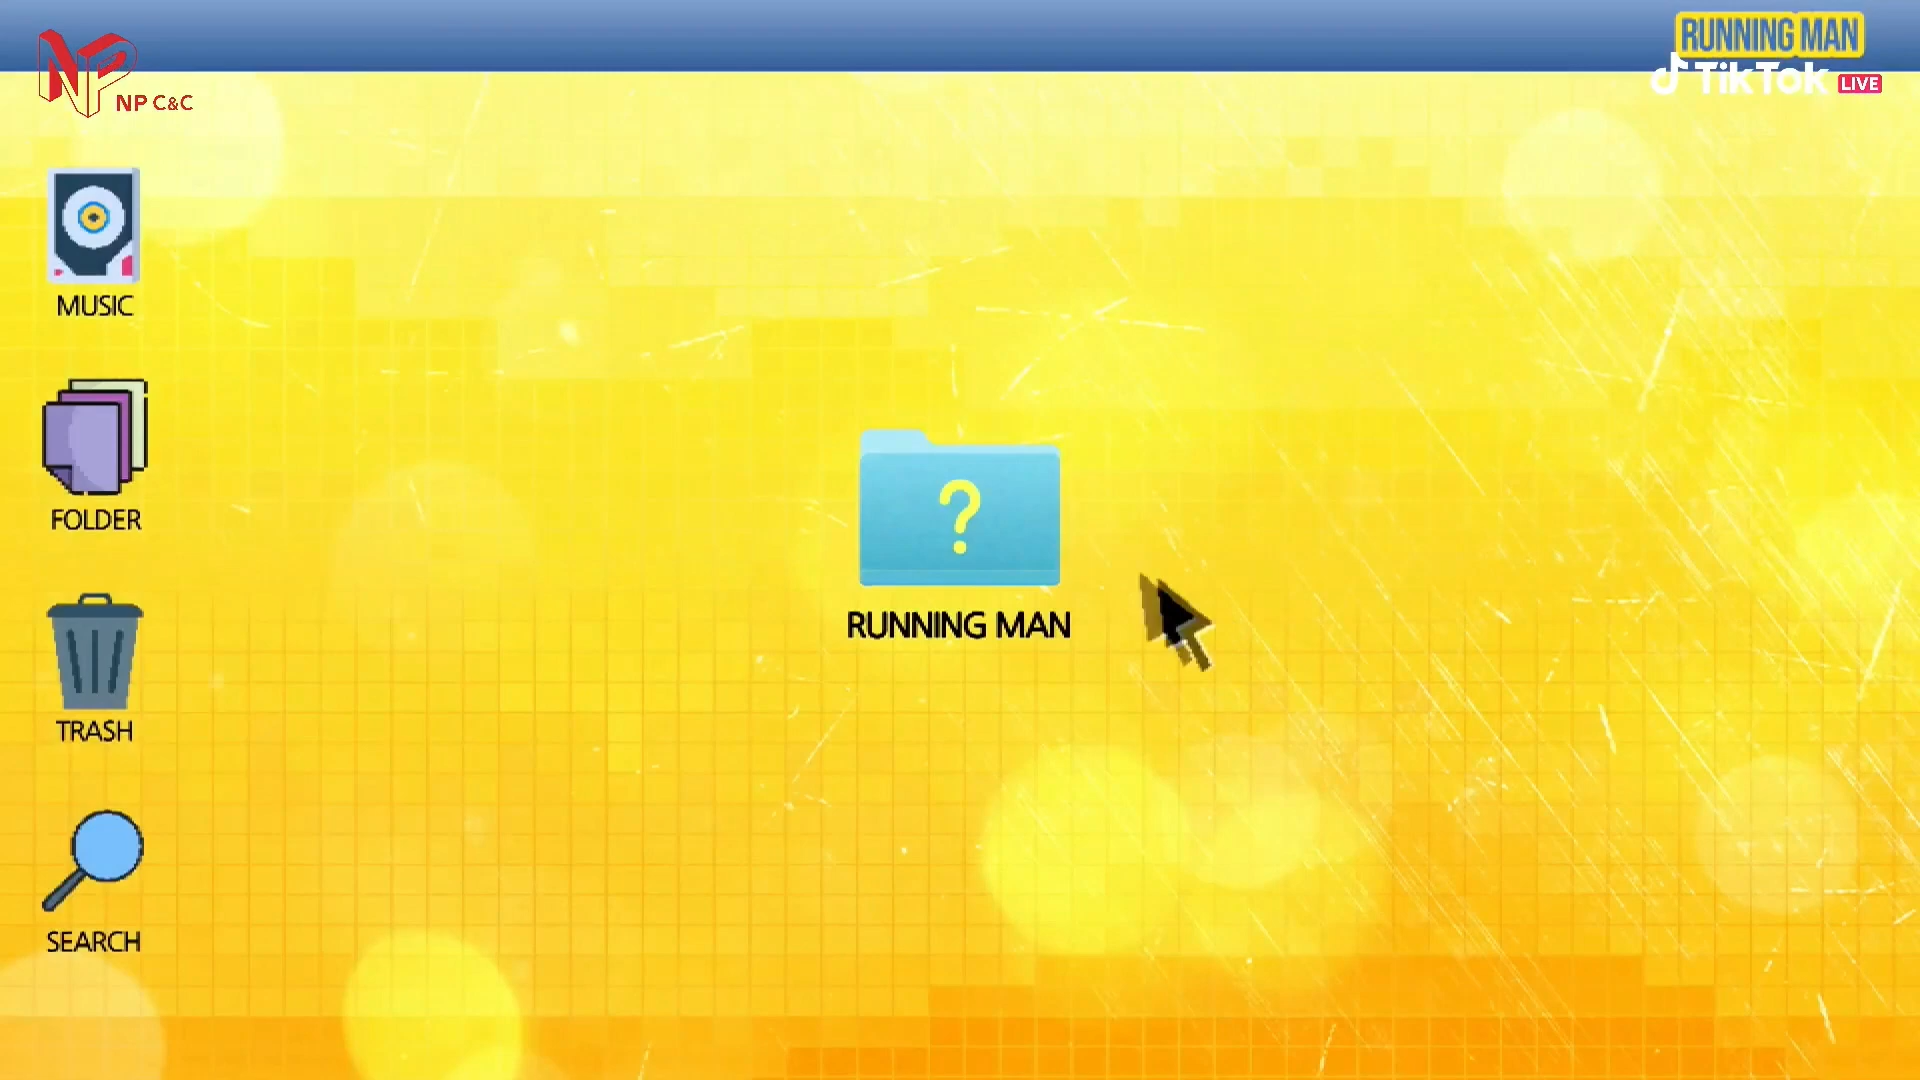 RUNNING MAN
TikTok LIVE
NP C&C
MUSIC
FOLDER
?
RUNNING MAN
TRASH
SEARCH